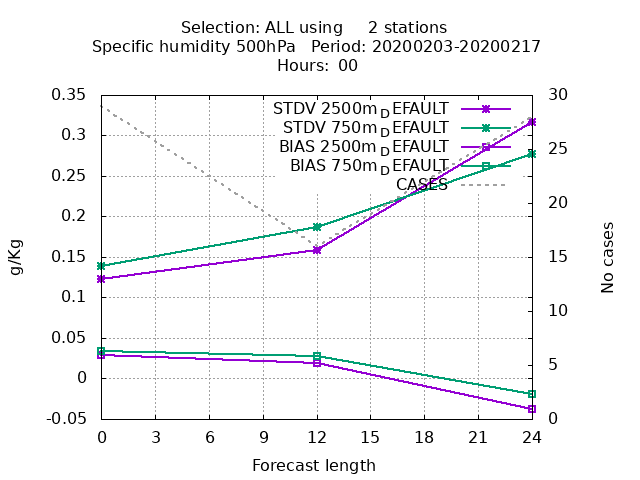 Selection: ALL using     2 stations
Specific humidity 500hPa   Period: 20200203-20200217
Hours: 00
0.35
0.3
0.25
0.2
0.15
0.1
0.05
0
-0.05
g/Kg
STDV 2500m_DEFAULT
STDV 750m_DEFAULT
BIAS 2500m_DEFAULT
BIAS 750m_DEFAULT
CASES
30
25
20
15
10
5
0
No cases
0 3 6 9 12 15 18 21 24
Forecast length